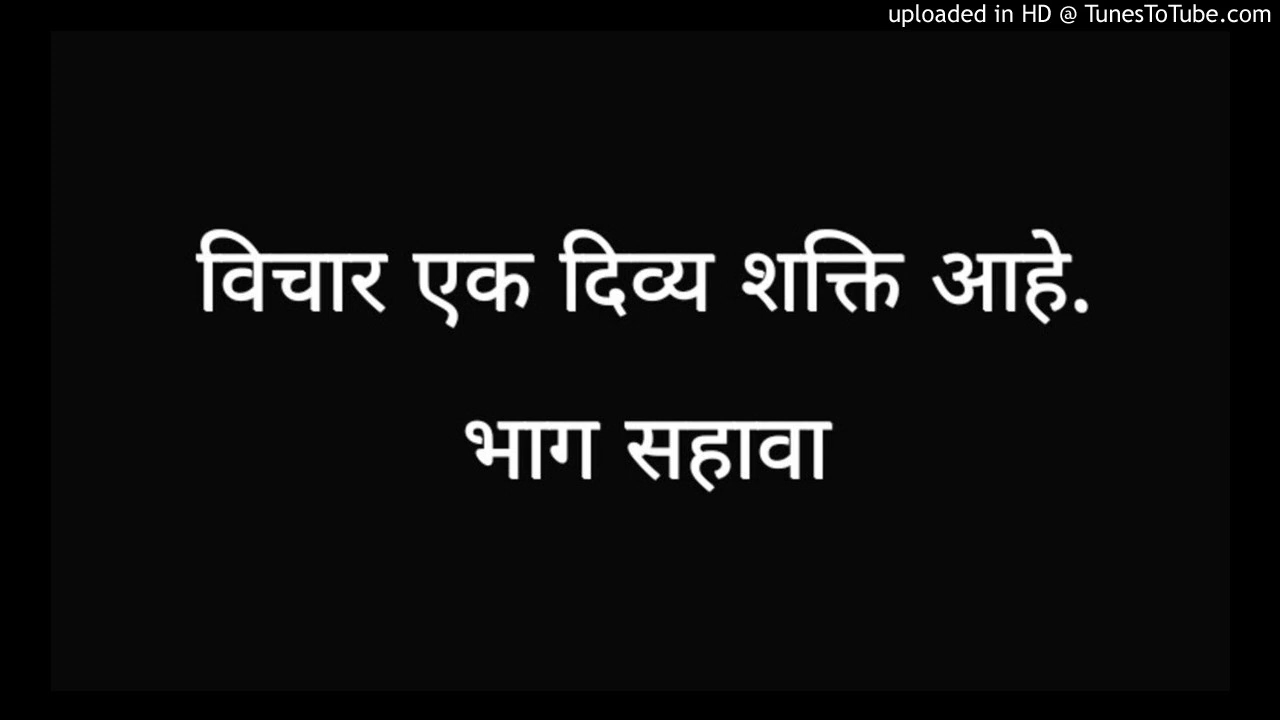 uploaded in HD @ TunesToTube.com
विचार एक दिव्य शक्ति आहे.
भाग सहावा